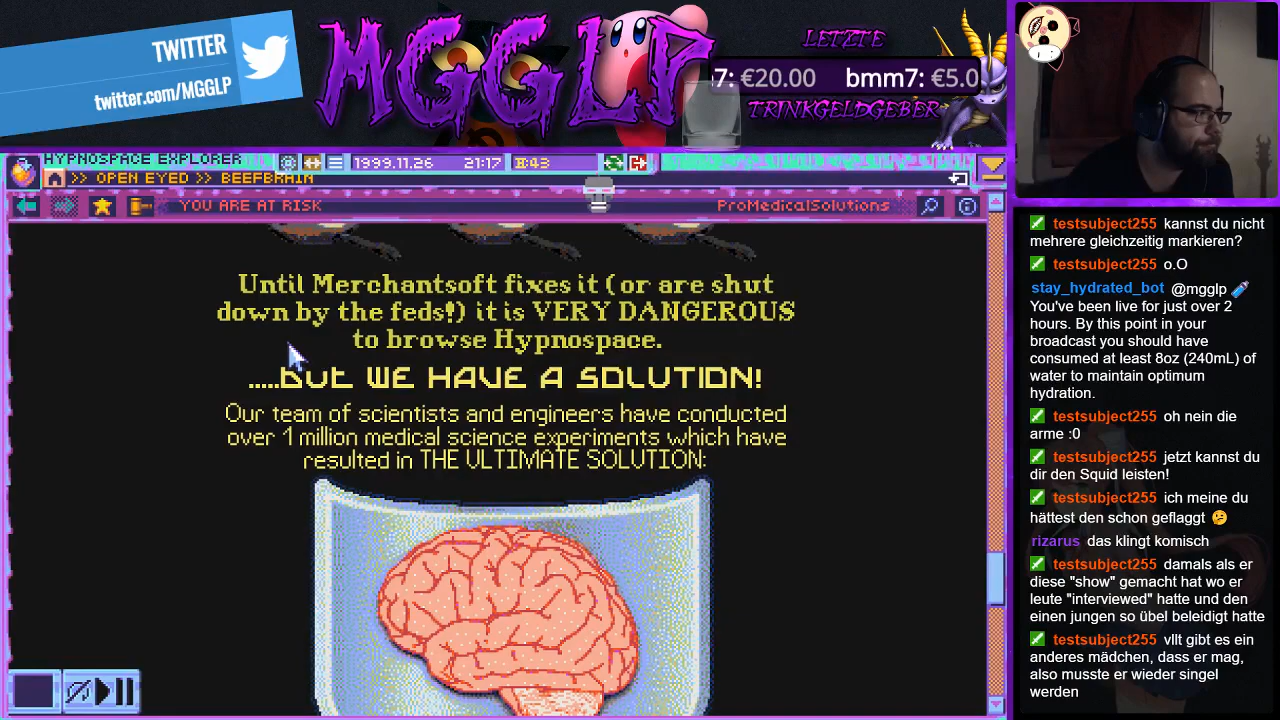 TWITTER
twitter.com/MGGLP
MGGLP
LETZTE
7: €20.00 bmm7: €5.0
TRINKGELDGEBER
HYPNOSPACE EXPLORER
1999.11.26 21:17 43
>> OPEN EYED >> BEEFBRAIN
YOU ARE AT RISK ProMedicalSolutions
Until Merchantsoft fixes it (or are shut
down by the feds!) it is VERY DANGEROUS
to browse Hypnospace.
.....BUT WE HAVE A SOLUTION!
Our team of scientists and engineers have conducted
over 1 million medical science experiments which have
resulted in THE ULTIMATE SOLUTION:
testsubject255 kannst du nicht
mehrere gleichzeitig markieren?
testsubject255 o.O
stay_hydrated_bot @mgglp
You've been live for just over 2
hours. By this point in your
broadcast you should have
consumed at least 8oz (240mL) of
water to maintain optimum
hydration.
testsubject255 oh nein die
arme :0
testsubject255 jetzt kannst du
dir den Squid leisten!
testsubject255 ich meine du
hättest den schon geflaggt 🤔
rizarus das klingt komisch
testsubject255 damals als er
diese "show" gemacht hat wo er
leute "interviewed" hatte und den
einen jungen so übel beleidigt hatte
testsubject255 vllt gibt es ein
anderes mädchen, dass er mag,
also musste er wieder singel
werden